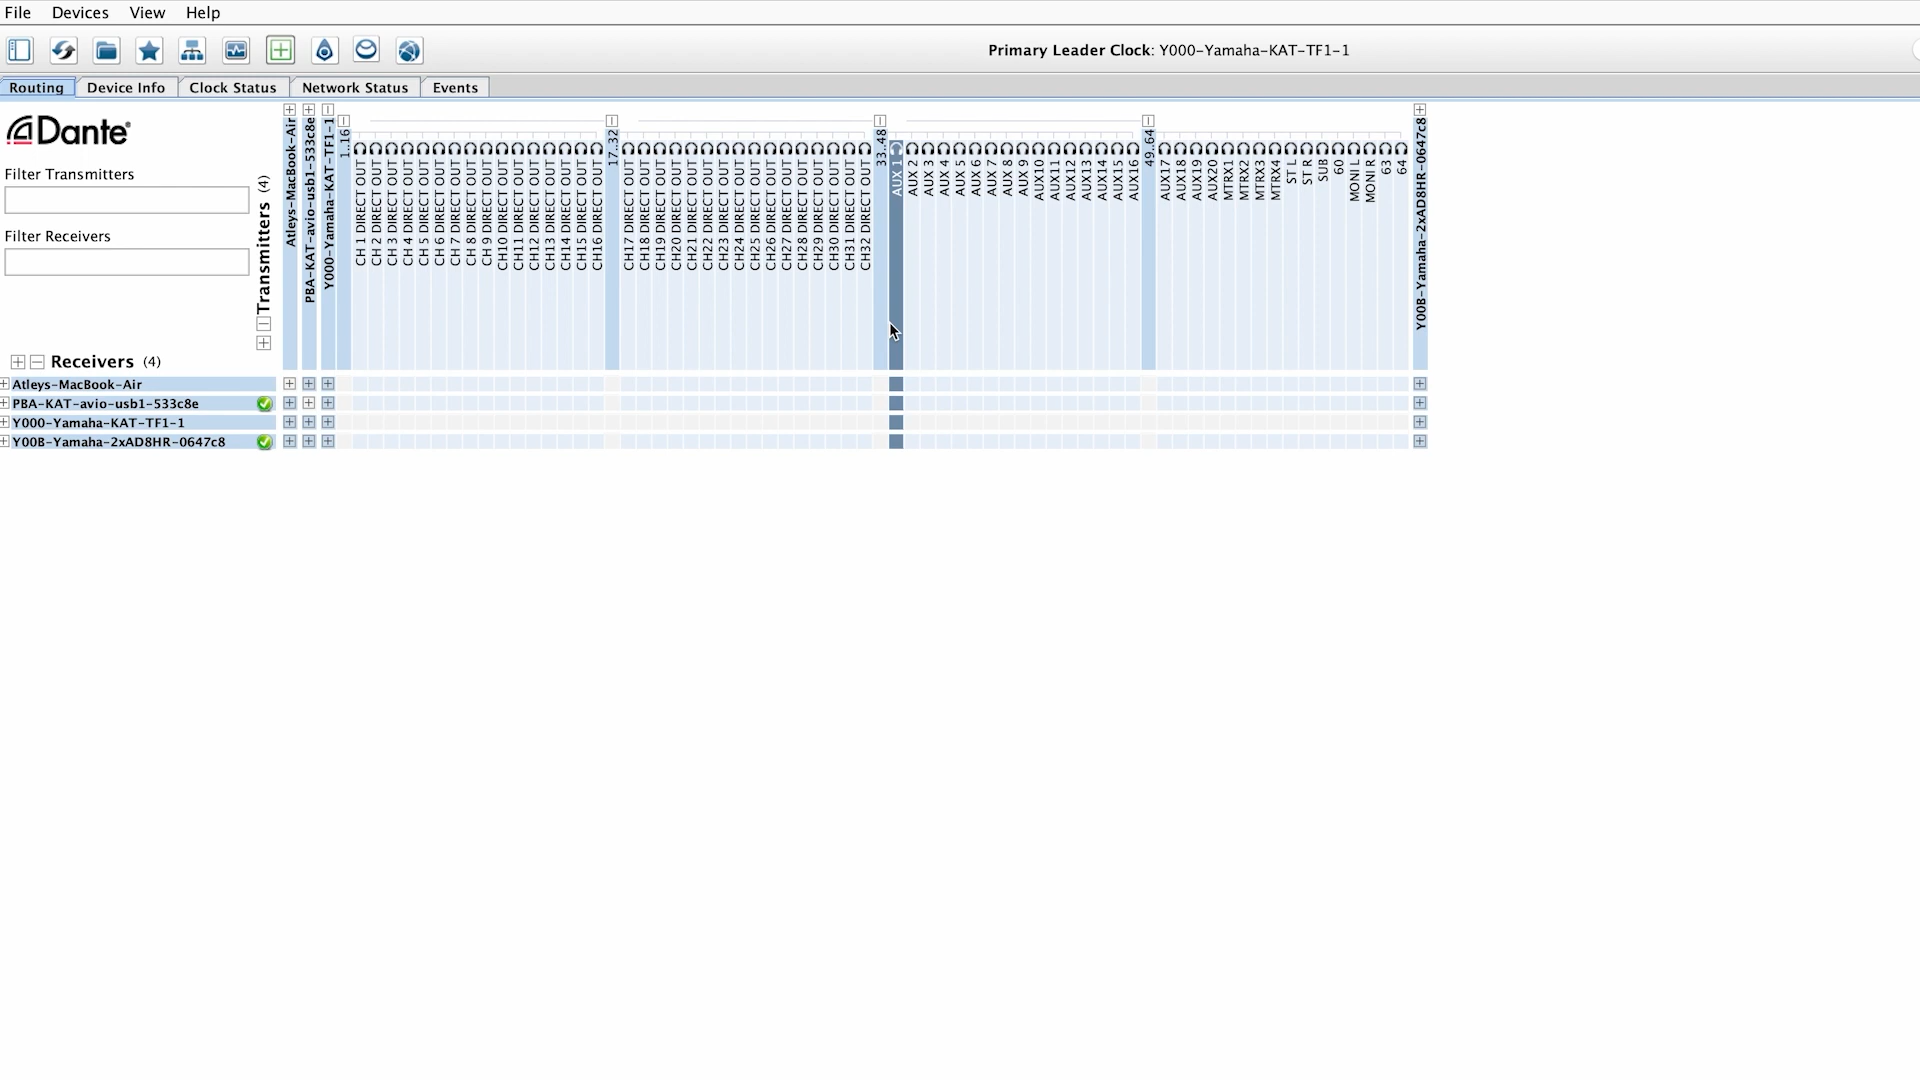 File Devices View Help
Primary Leader Clock: Y000-Yamaha-KAT-TF1-1
Routing Device Info Clock Status Network Status Events
Dante
Filter Transmitters
Filter Receivers
Transmitters (4)
Receivers (4)
Atleys-MacBook-Air
PBA-KAT-avio-usb1-533c8e
Y000-Yamaha-KAT-TF1-1
1..16
CH 1 DIRECT OUT
CH 2 DIRECT OUT
CH 3 DIRECT OUT
CH 4 DIRECT OUT
CH 5 DIRECT OUT
CH 6 DIRECT OUT
CH 7 DIRECT OUT
CH 8 DIRECT OUT
CH 9 DIRECT OUT
CH10 DIRECT OUT
CH11 DIRECT OUT
CH12 DIRECT OUT
CH13 DIRECT OUT
CH14 DIRECT OUT
CH15 DIRECT OUT
CH16 DIRECT OUT
17..32
CH17 DIRECT OUT
CH18 DIRECT OUT
CH19 DIRECT OUT
CH20 DIRECT OUT
CH21 DIRECT OUT
CH22 DIRECT OUT
CH23 DIRECT OUT
CH24 DIRECT OUT
CH25 DIRECT OUT
CH26 DIRECT OUT
CH27 DIRECT OUT
CH28 DIRECT OUT
CH29 DIRECT OUT
CH30 DIRECT OUT
CH31 DIRECT OUT
CH32 DIRECT OUT
33..48
AUX 1
AUX 2
AUX 3
AUX 4
AUX 5
AUX 6
AUX 7
AUX 8
AUX 9
AUX10
AUX11
AUX12
AUX13
AUX14
AUX15
AUX16
49..64
AUX17
AUX18
AUX19
AUX20
MTRX1
MTRX2
MTRX3
MTRX4
ST L
ST R
SUB
60
MONI L
MONI R
63
64
Y00B-Yamaha-2xAD8HR-0647c8
Atleys-MacBook-Air
PBA-KAT-avio-usb1-533c8e
Y000-Yamaha-KAT-TF1-1
Y00B-Yamaha-2xAD8HR-0647c8